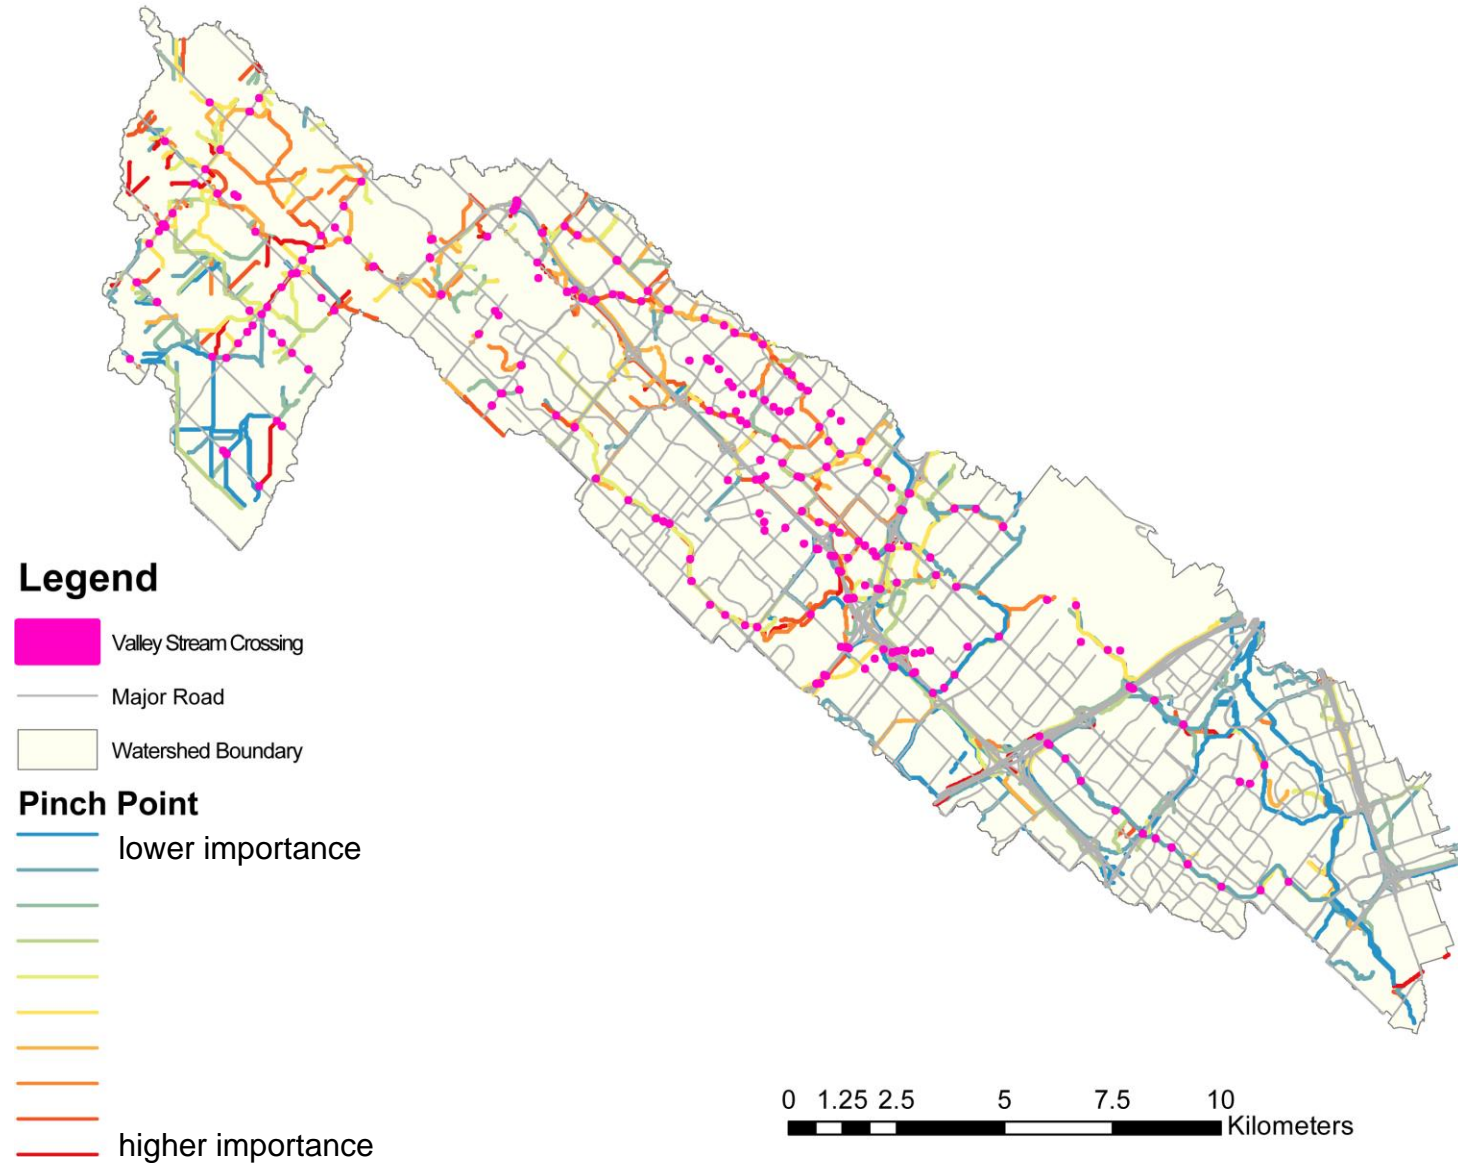 Legend
Valley Stream Crossing
Major Road
Watershed Boundary
Pinch Point
lower importance
higher importance
0 1.25 2.5 5 7.5 10
Kilometers